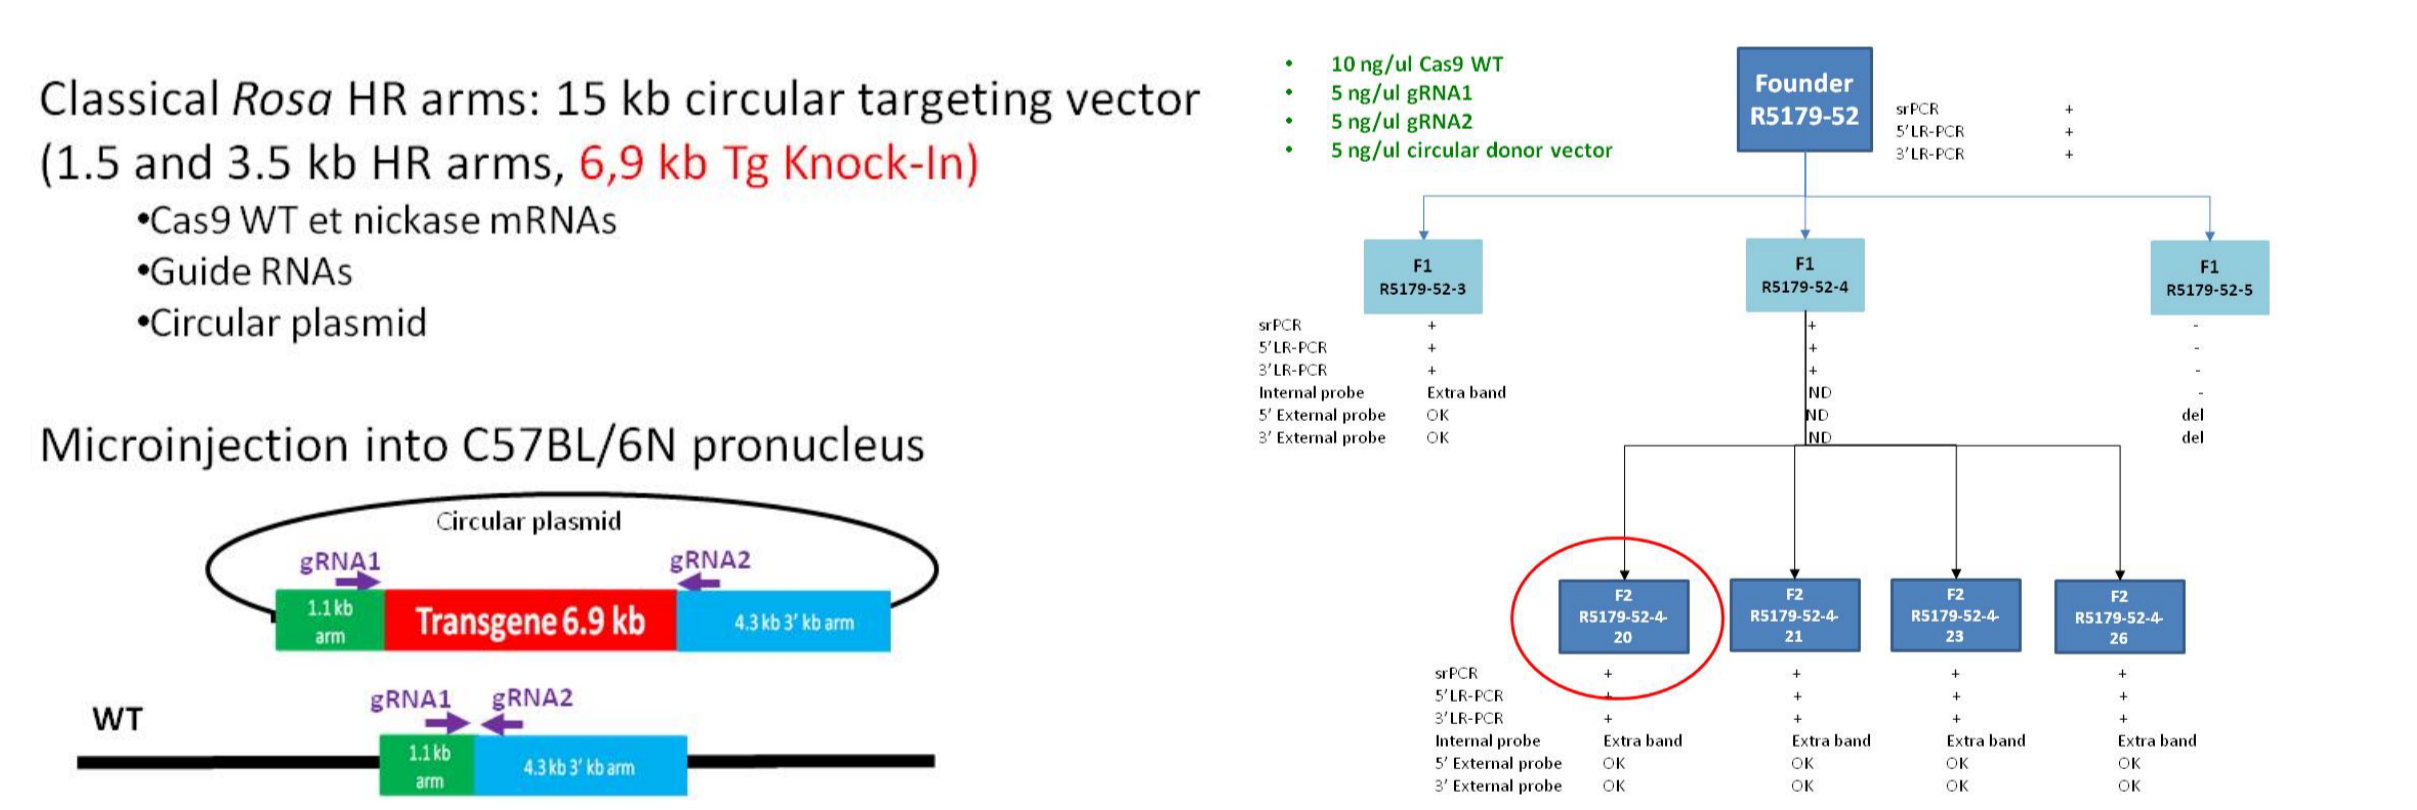 Classical Rosa HR arms: 15 kb circular targeting vector
(1.5 and 3.5 kb HR arms, 6,9 kb Tg Knock-In)
•Cas9 WT et nickase mRNAs
•Guide RNAs
•Circular plasmid
Microinjection into C57BL/6N pronucleus
Circular plasmid
gRNA1 gRNA2
1.1 kb arm
Transgene 6.9 kb
4.3 kb 3' kb arm
gRNA1 gRNA2
WT
1.1 kb arm
4.3 kb 3' kb arm
• 10 ng/ul Cas9 WT
• 5 ng/ul gRNA1
• 5 ng/ul gRNA2
• 5 ng/ul circular donor vector
Founder
R5179-52
srPCR +
5'LR-PCR +
3'LR-PCR +
F1
R5179-52-3
F1
R5179-52-4
F1
R5179-52-5
srPCR + + -
5'LR-PCR + + -
3'LR-PCR + + -
Internal probe Extra band ND -
5' External probe OK ND del
3' External probe OK ND del
F2
R5179-52-4-
20
F2
R5179-52-4-
21
F2
R5179-52-4-
23
F2
R5179-52-4-
26
srPCR + + + +
5'LR-PCR + + + +
3'LR-PCR + + + +
Internal probe Extra band Extra band Extra band Extra band
5' External probe OK OK OK OK
3' External probe OK OK OK OK